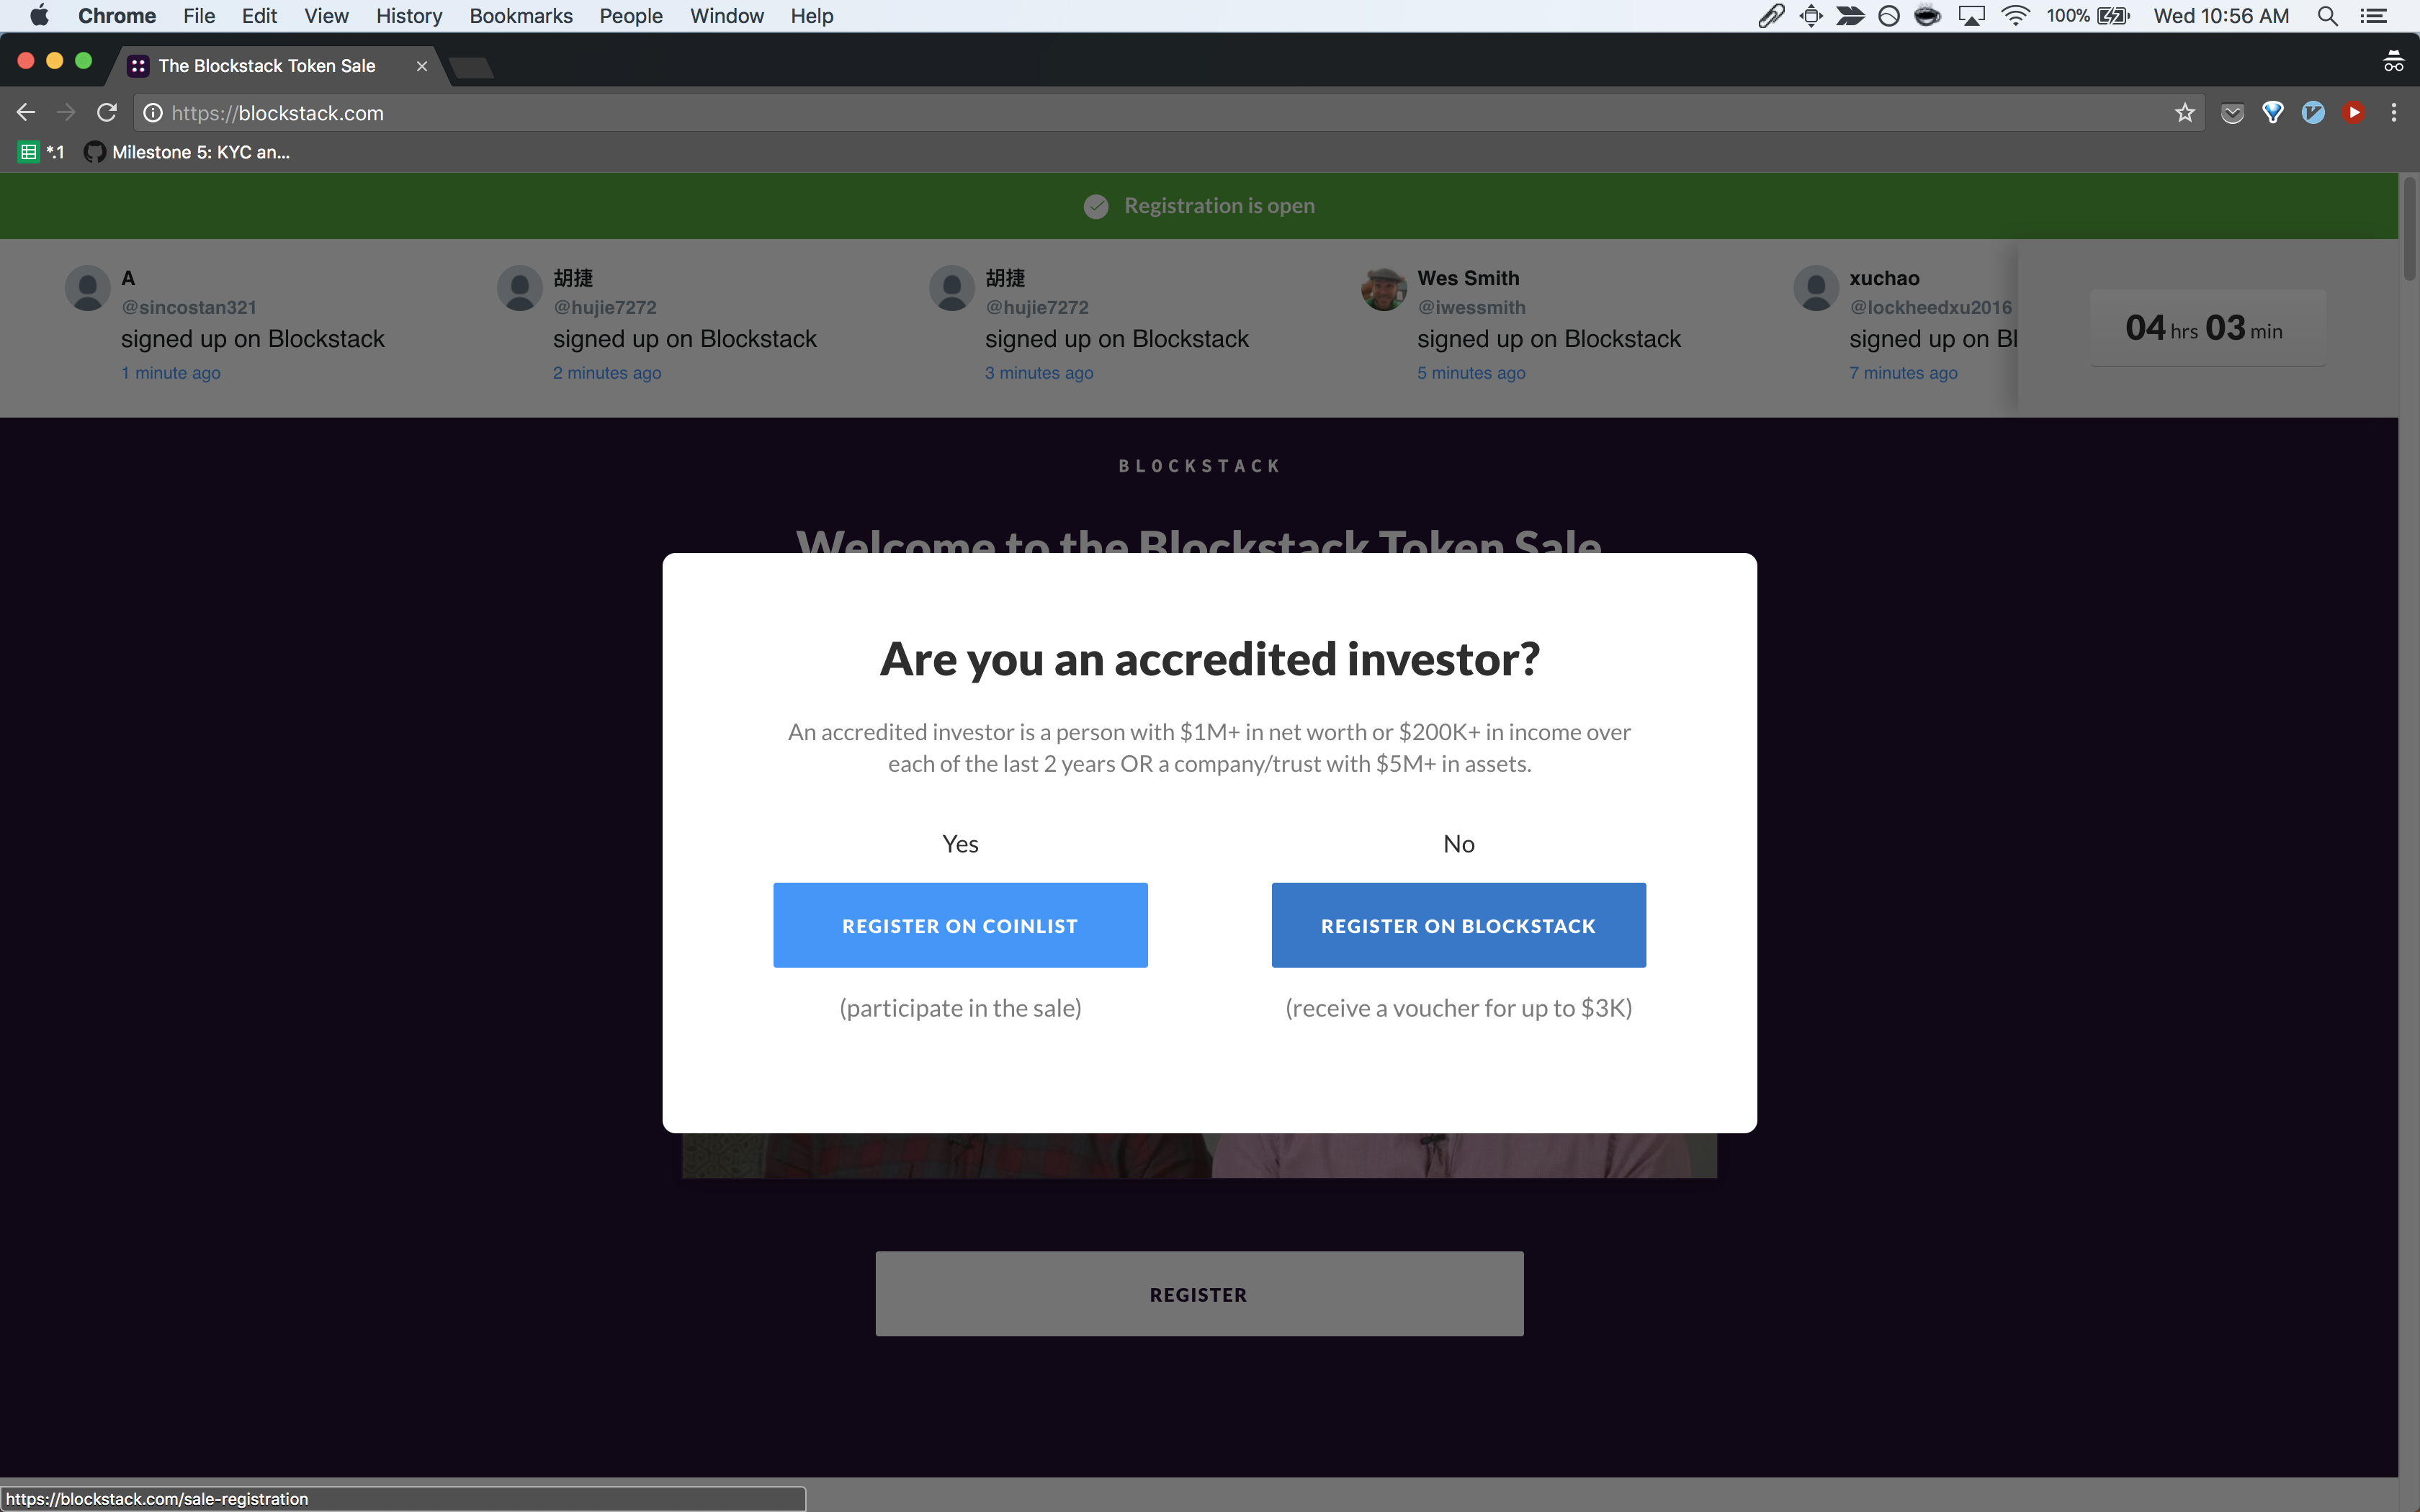 Chrome File Edit View History Bookmarks People Window Help 100% Wed 10:56 AM
The Blockstack Token Sale
https://blockstack.com
*.1 Milestone 5: KYC an...
Registration is open
A
@sincostan321
signed up on Blockstack
1 minute ago
胡捷
@hujie7272
signed up on Blockstack
2 minutes ago
胡捷
@hujie7272
signed up on Blockstack
3 minutes ago
Wes Smith
@iwessmith
signed up on Blockstack
5 minutes ago
xuchao
@lockheedxu2016
signed up on Bl
7 minutes ago
04 hrs 03 min
BLOCKSTACK
Welcome to the Blockstack Token Sale
Are you an accredited investor?
An accredited investor is a person with $1M+ in net worth or $200K+ in income over
each of the last 2 years OR a company/trust with $5M+ in assets.
Yes
REGISTER ON COINLIST
(participate in the sale)
No
REGISTER ON BLOCKSTACK
(receive a voucher for up to $3K)
REGISTER
https://blockstack.com/sale-registration